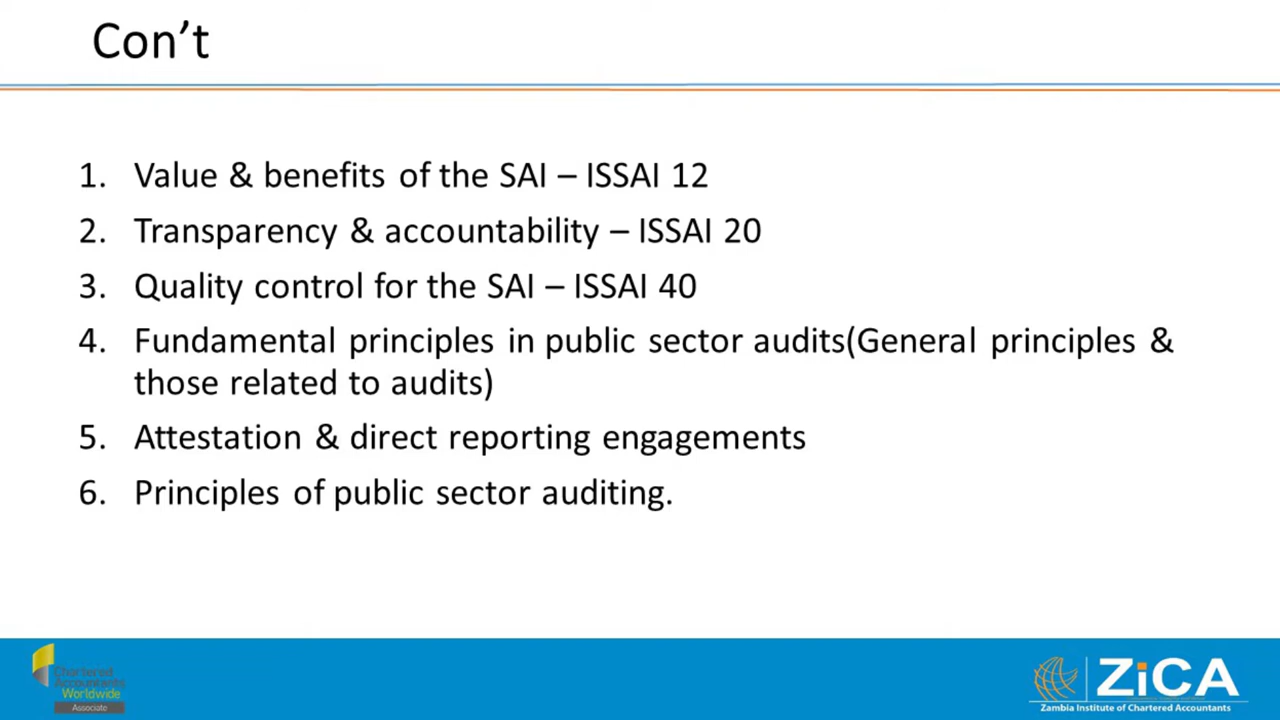 Con’t
1. Value & benefits of the SAI – ISSAI 12
2. Transparency & accountability – ISSAI 20
3. Quality control for the SAI – ISSAI 40
4. Fundamental principles in public sector audits(General principles &
those related to audits)
5. Attestation & direct reporting engagements
6. Principles of public sector auditing.
Chartered
Accountants
Worldwide
Associate
ZiCA
Zambia Institute of Chartered Accountants